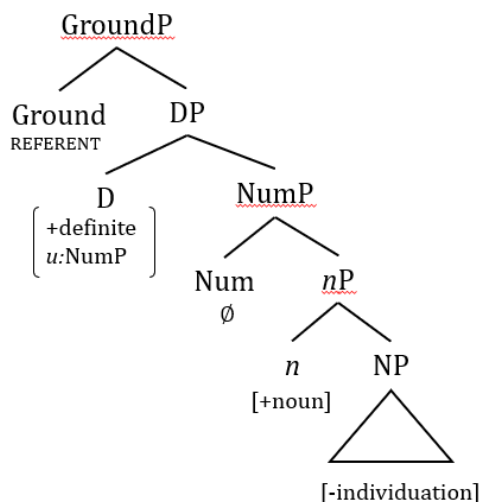 GroundP
Ground DP
REFERENT
D NumP
+definite
u:NumP
Num nP
∅
n NP
[+noun]
[-individuation]